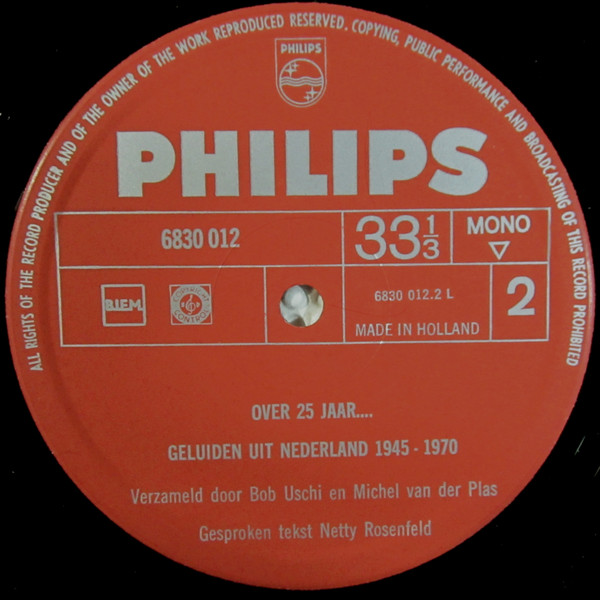 ALL RIGHTS OF THE RECORD PRODUCER AND OF THE OWNER OF THE WORK REPRODUCED RESERVED. COPYING, PUBLIC PERFORMANCE AND BROADCASTING OF THIS RECORD PROHIBITED
PHILIPS
PHILIPS
6830 012
33 1/3
MONO
B.I.E.M.
6830 012.2 L
MADE IN HOLLAND
2
OVER 25 JAAR....
GELUIDEN UIT NEDERLAND 1945 - 1970
Verzameld door Bob Uschi en Michel van der Plas
Gesproken tekst Netty Rosenfeld